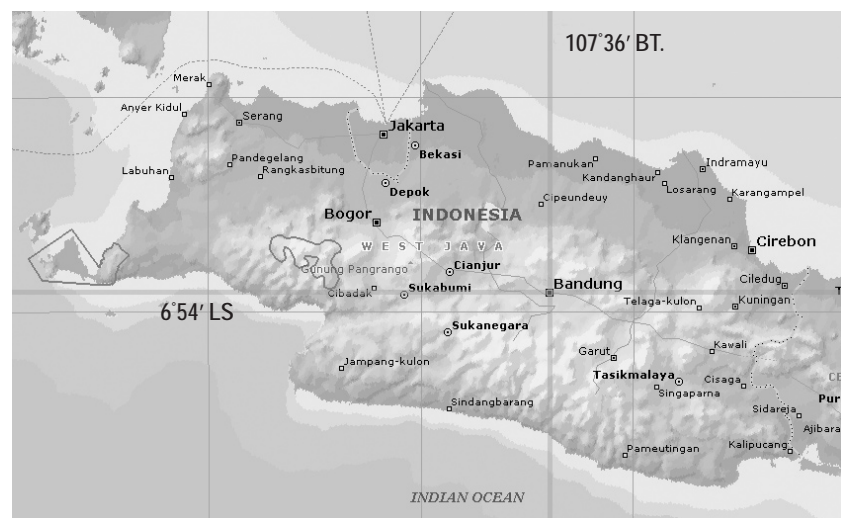 107°36′ BT.
Merak
Anyer Kidul
Serang
Jakarta
Bekasi
Pandegelang
Rangkasbitung
Labuhan
Depok
Pamanukan
Kandanghaur
Indramayu
Losarang
Karangampel
Cipeundeuy
Bogor
INDONESIA
WEST JAVA
Klangenan
Cirebon
Gunung Pangrango
Cianjur
Cibadak
Sukabumi
Bandung
Ciledug
Telaga-kulon
Kuningan
6°54′ LS
Sukanegara
Garut
Kawali
Jampang-kulon
Tasikmalaya
Singaparna
Cisaga
CE
Pur
Sindangbarang
Sidareja
Ajibara
Kalipucang
Pameutingan
INDIAN OCEAN